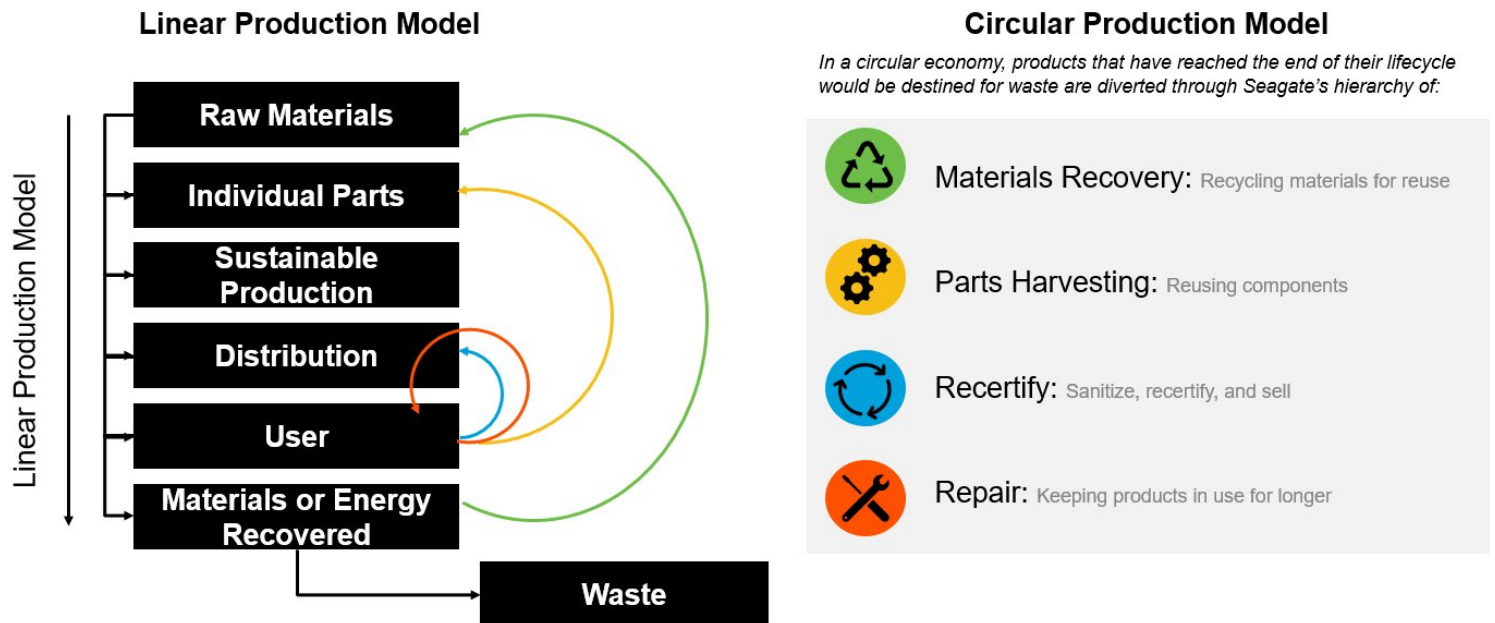 Linear Production Model
Linear Production Model
Raw Materials
Individual Parts
Sustainable
Production
Distribution
User
Materials or Energy
Recovered
Waste
Circular Production Model
In a circular economy, products that have reached the end of their lifecycle
would be destined for waste are diverted through Seagate's hierarchy of:
Materials Recovery: Recycling materials for reuse
Parts Harvesting: Reusing components
Recertify: Sanitize, recertify, and sell
Repair: Keeping products in use for longer